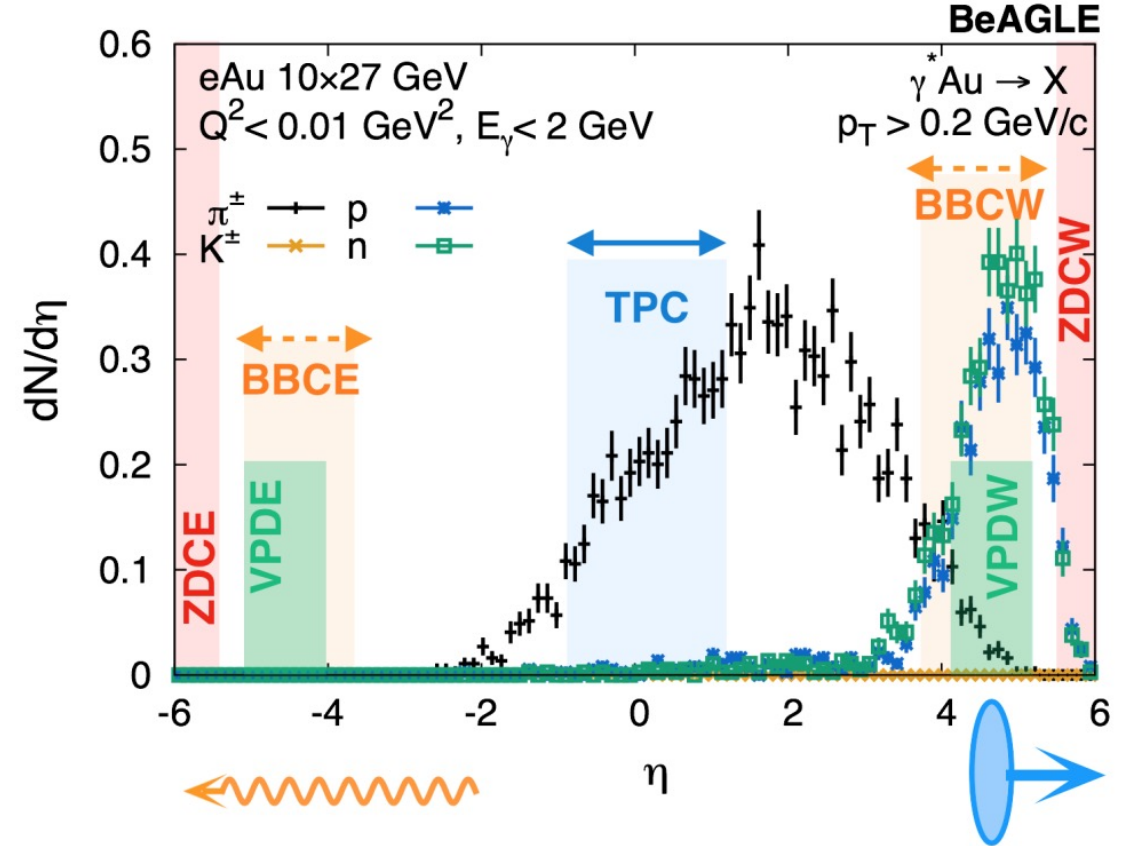 BeAGLE
eAu 10×27 GeV
γ*Au → X
Q²< 0.01 GeV², Eγ< 2 GeV
pT > 0.2 GeV/c
π± p
K± n
TPC
BBCW
ZDCW
BBCE
VPDE
ZDCE
VPDW
dN/dη
0.6
0.5
0.4
0.3
0.2
0.1
0
-6 -4 -2 0 2 4 6
η